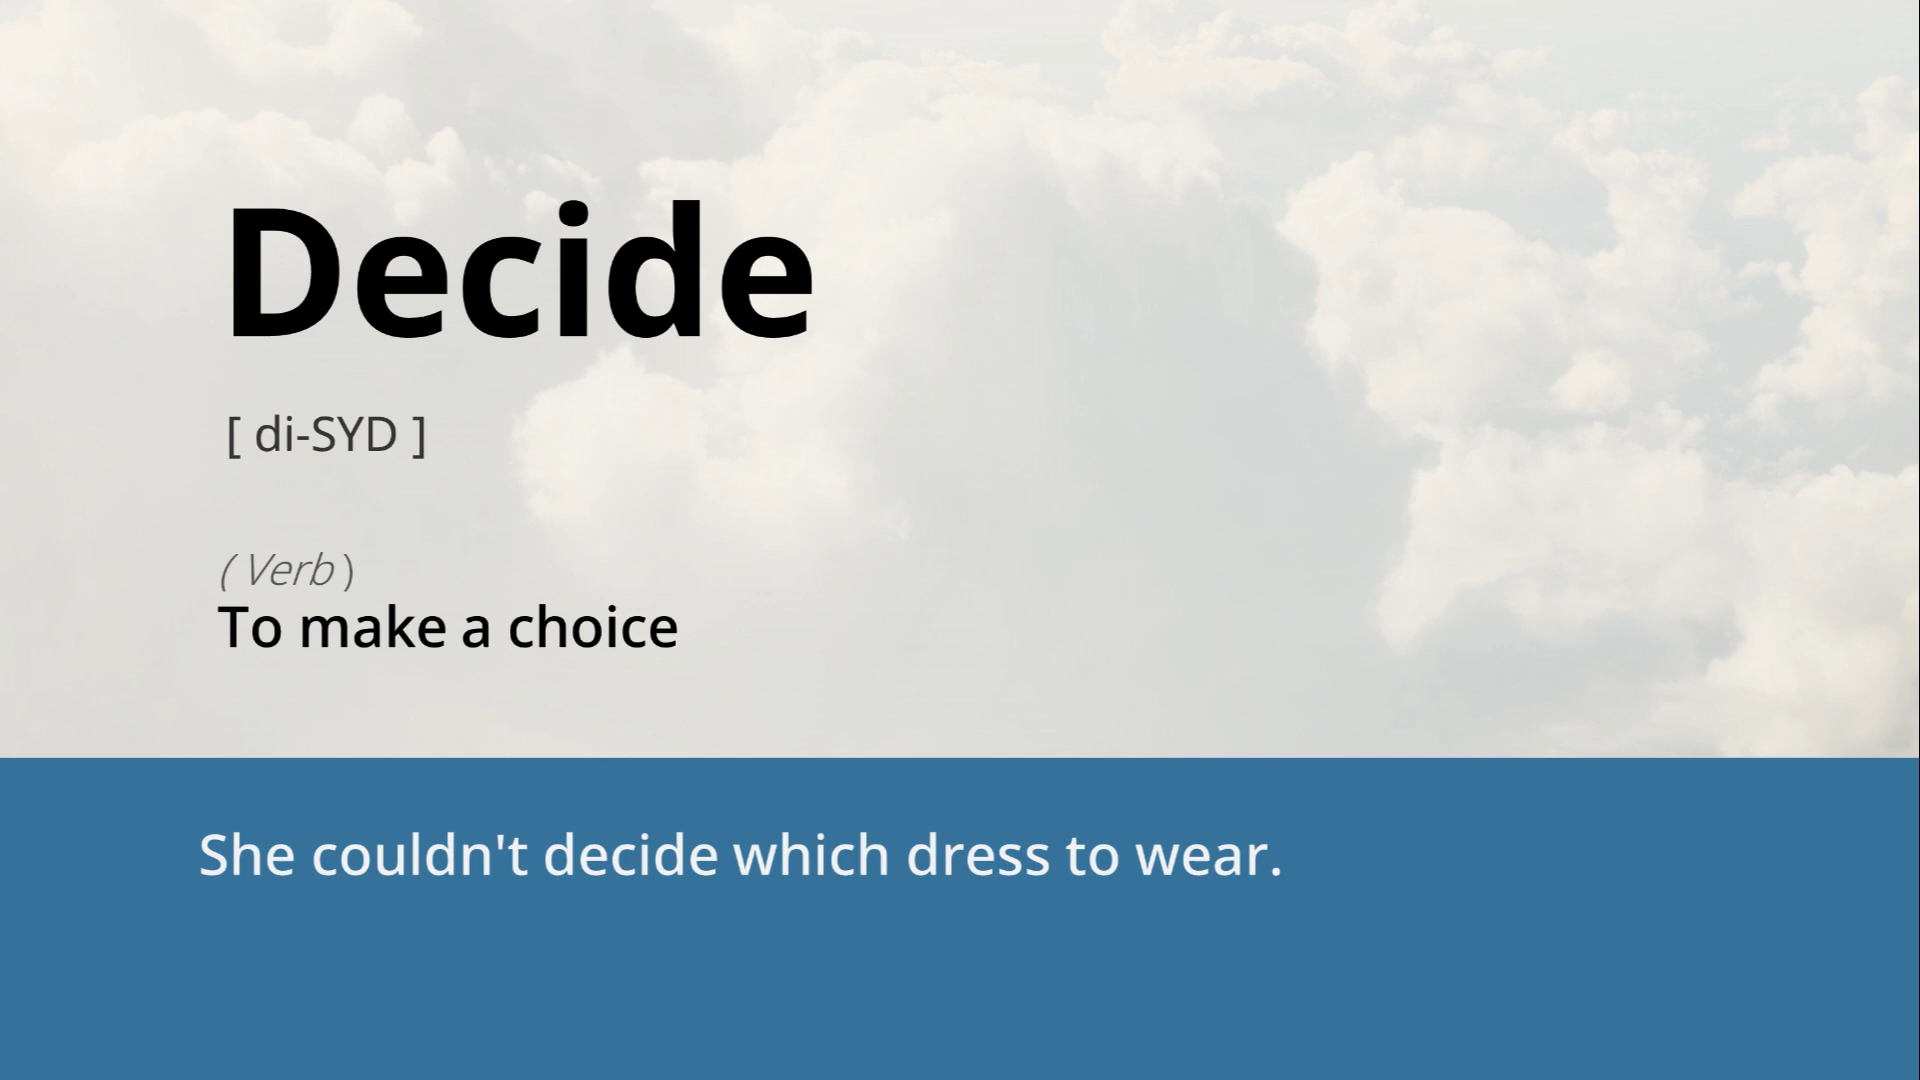 Decide
[ di-SYD ]
( Verb )
To make a choice
She couldn't decide which dress to wear.